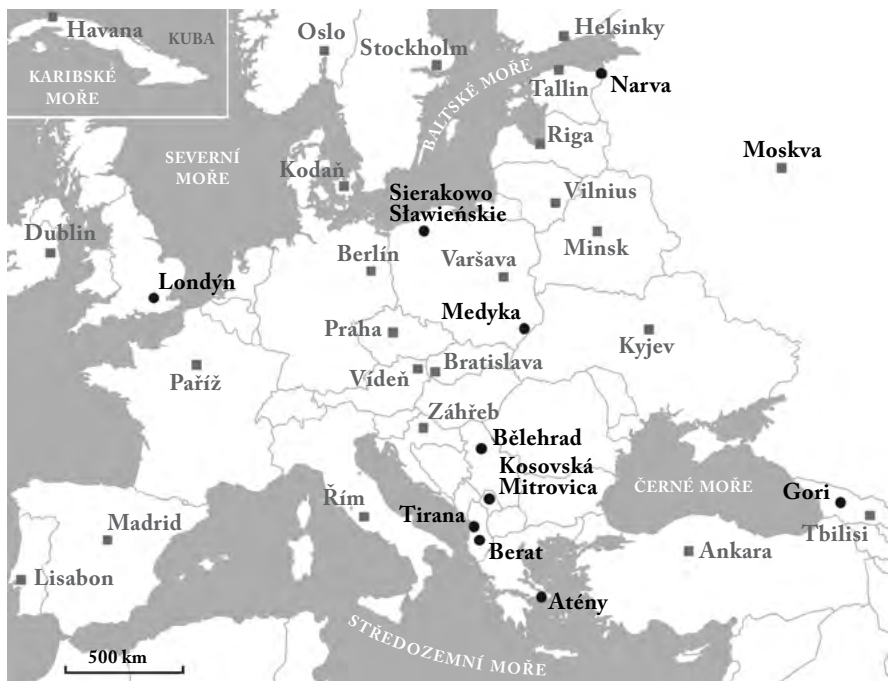 Havana
KUBA
KARIBSKÉ
MOŘE
Oslo
Stockholm
Helsinky
Tallin
Narva
BALTSKÉ MOŘE
Riga
SEVERNÍ
MOŘE
Kodaň
Moskva
Sierakowo
Sławieńskie
Vilnius
Minsk
Dublin
Berlín
Varšava
Londýn
Medyka
Praha
Kyjev
Paříž
Vídeň
Bratislava
Záhřeb
Bělehrad
Kosovská
Mitrovica
ČERNÉ MOŘE
Gori
Řím
Tirana
Tbilisi
Madrid
Berat
Ankara
Lisabon
Atény
STŘEDOZEMNÍ MOŘE
500 km